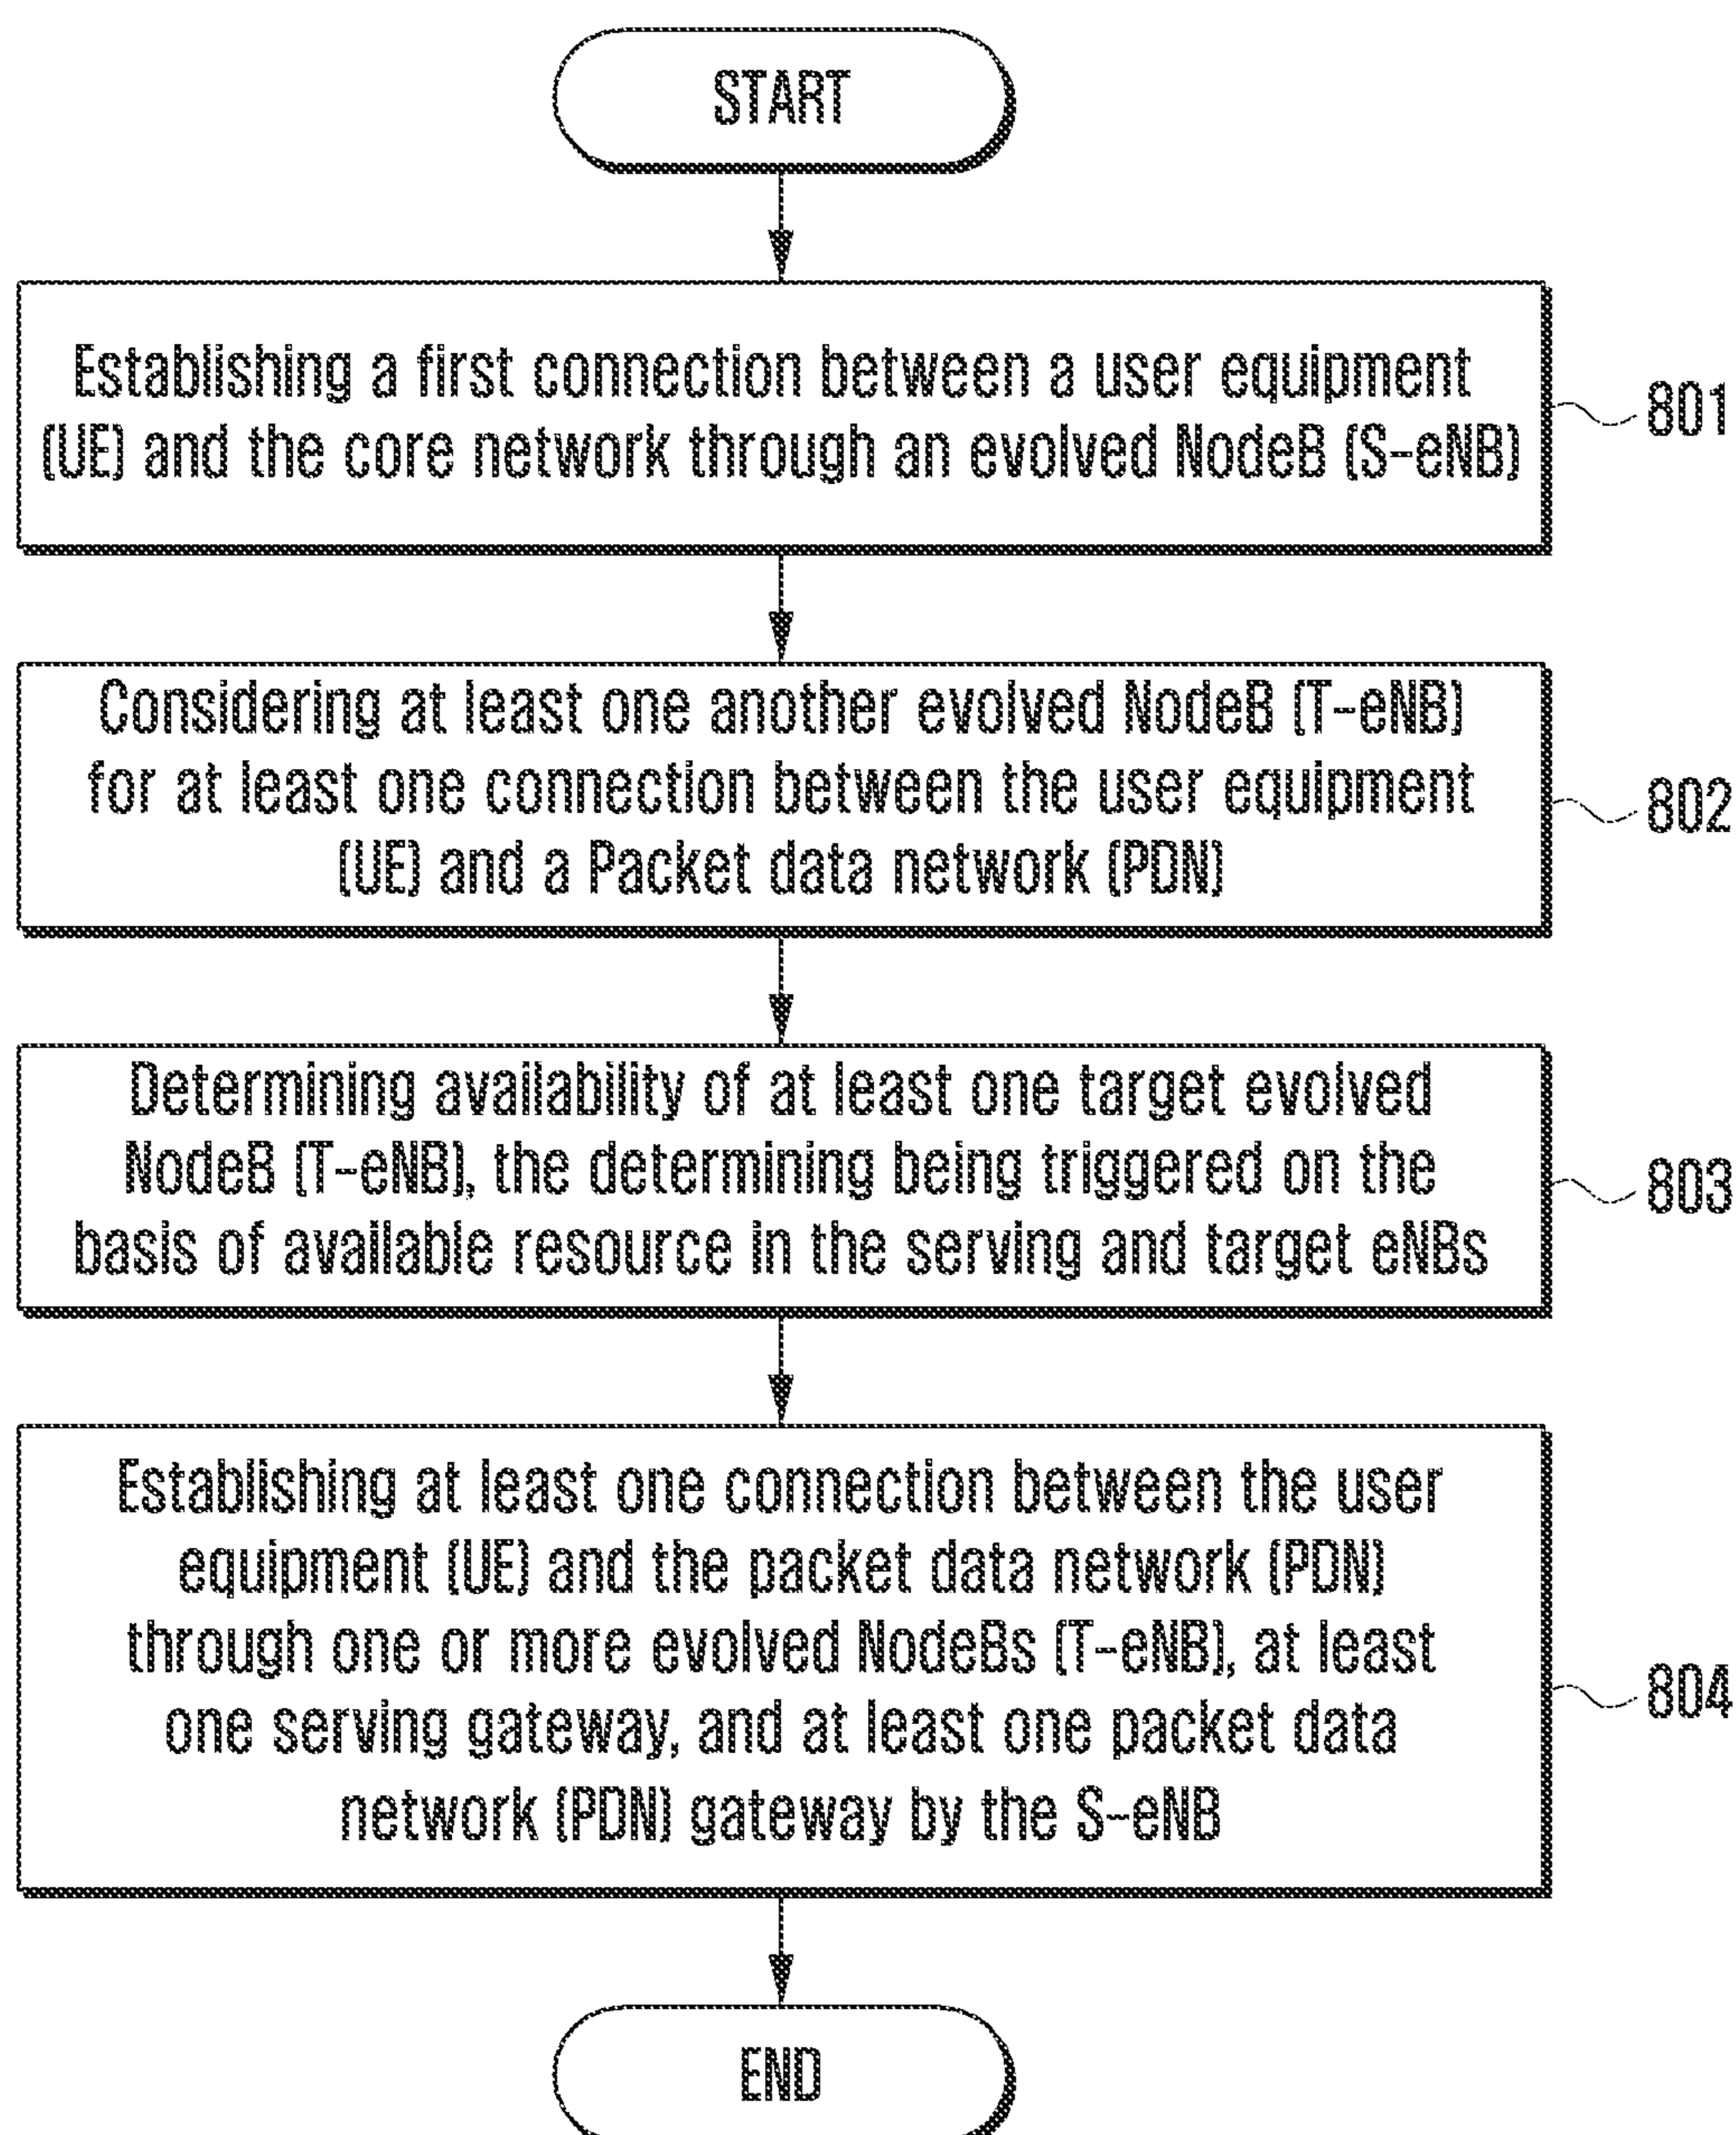 START
Establishing a first connection between a user equipment
(UE) and the core network through an evolved NodeB (S-eNB)
801
Considering at least one another evolved NodeB (T-eNB)
for at least one connection between the user equipment
(UE) and a Packet data network (PDN)
802
Determining availability of at least one target evolved
NodeB (T-eNB), the determining being triggered on the
basis of available resource in the serving and target eNBs
803
Establishing at least one connection between the user
equipment (UE) and the packet data network (PDN)
through one or more evolved NodeBs (T-eNB), at least
one serving gateway, and at least one packet data
network (PDN) gateway by the S-eNB
804
END